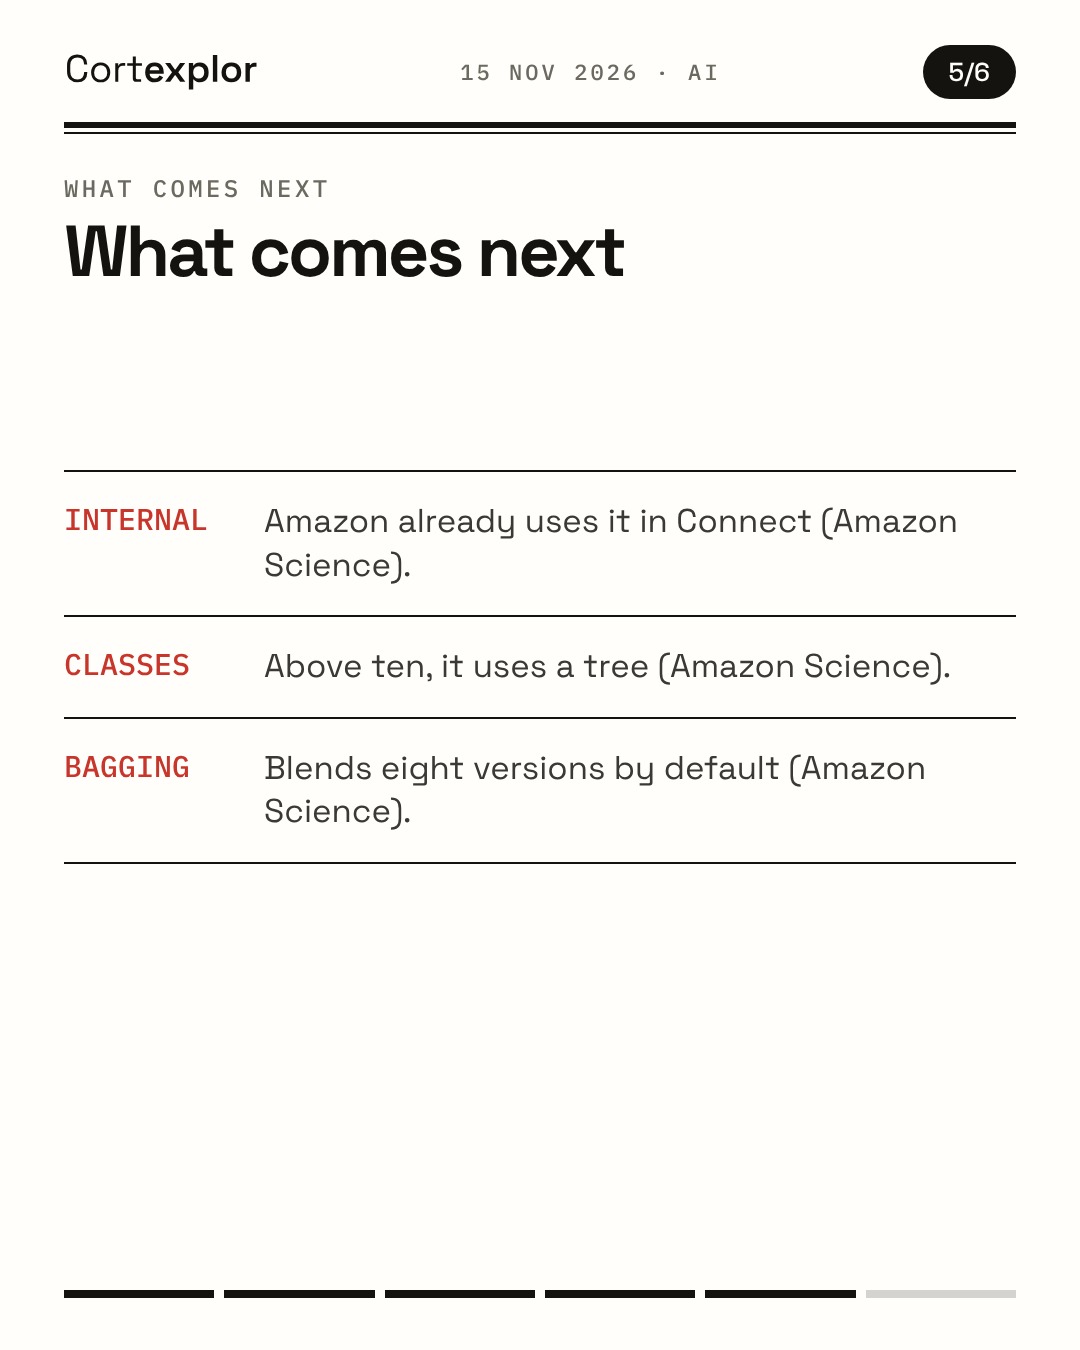 Cortexplor
15 NOV 2026 · AI
5/6
WHAT COMES NEXT
What comes next
INTERNAL
Amazon already uses it in Connect (Amazon
Science).
CLASSES
Above ten, it uses a tree (Amazon Science).
BAGGING
Blends eight versions by default (Amazon
Science).